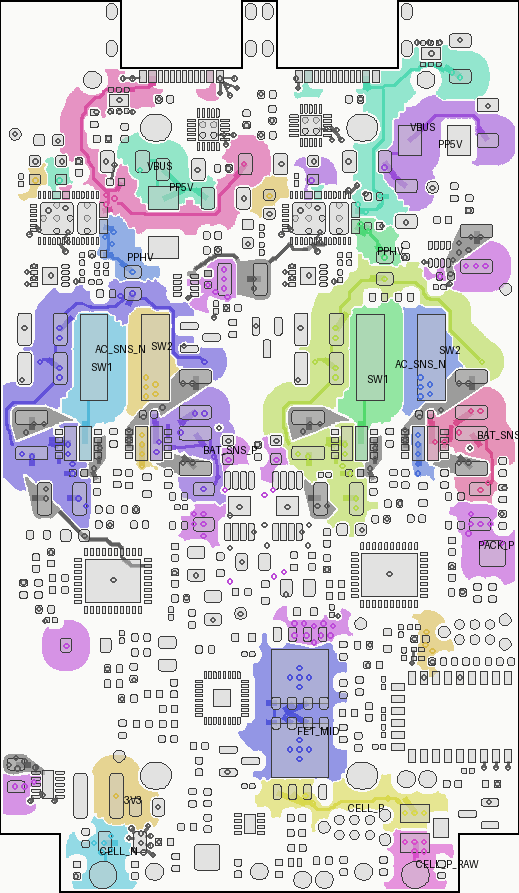 VBUS
VBUS
PP5V
PP5V
PPHV
PPHV
SW2
AC_SNS_N
SW2
AC_SNS_N
SW1
SW1
BAT_SNS
BAT_SNS_P
PACK_P
FET_MID
3V3
CELL_P
CELL_N
CELL_P_RAW